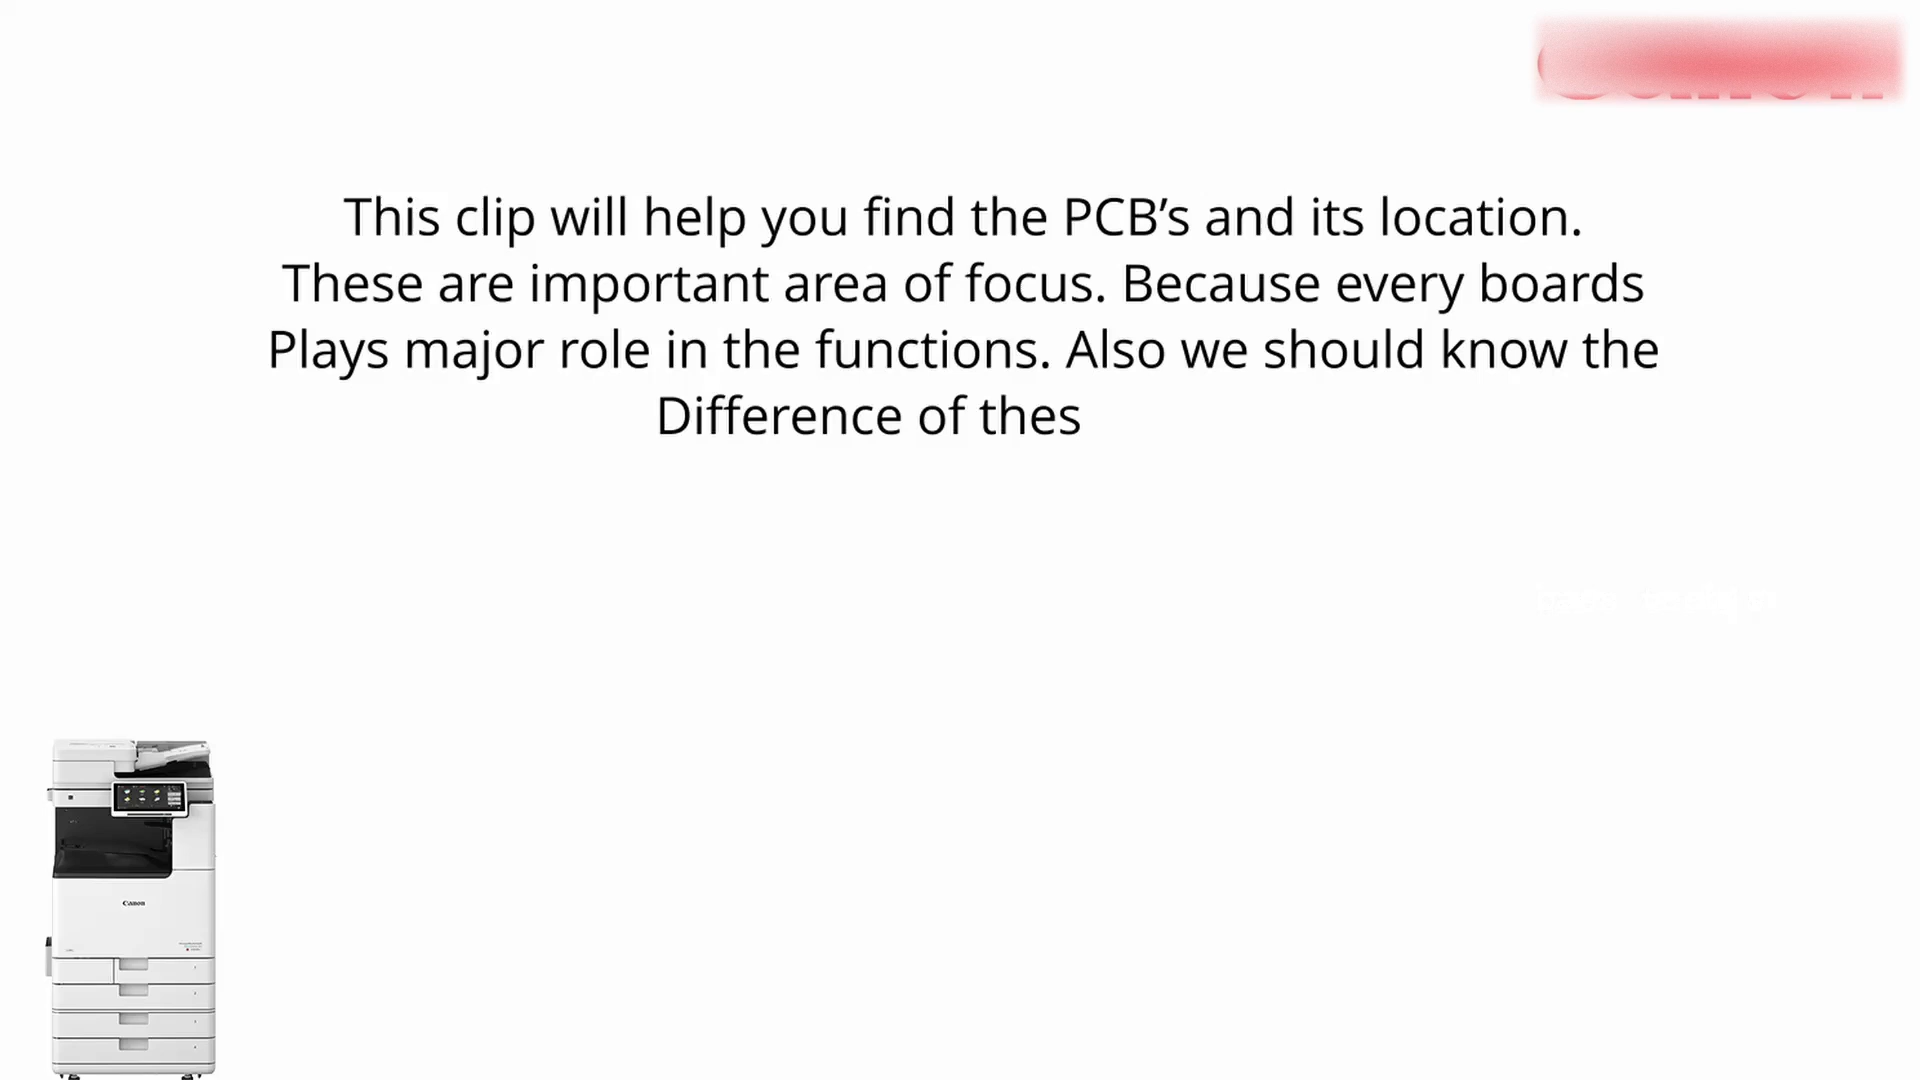 This clip will help you find the PCB’s and its location.
These are important area of focus. Because every boards
Plays major role in the functions. Also we should know the
Difference of thes
Canon